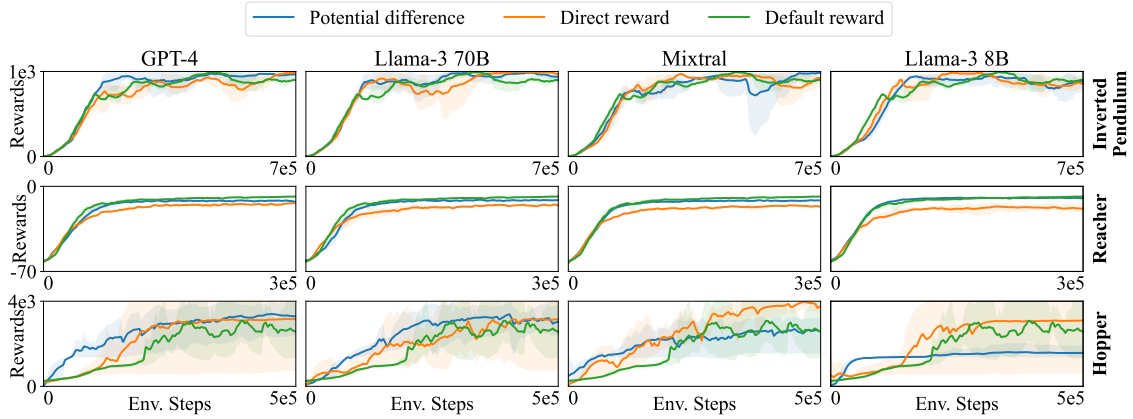 Potential difference
Direct reward
Default reward
GPT-4
Llama-3 70B
Mixtral
Llama-3 8B
1e3
Rewards
0
0
7e5
0
7e5
0
7e5
0
7e5
Inverted
Pendulum
0
Rewards
-70
0
3e5
0
3e5
0
3e5
0
3e5
Reacher
4e3
Rewards
0
0
5e5
0
5e5
0
5e5
0
5e5
Hopper
Env. Steps
Env. Steps
Env. Steps
Env. Steps